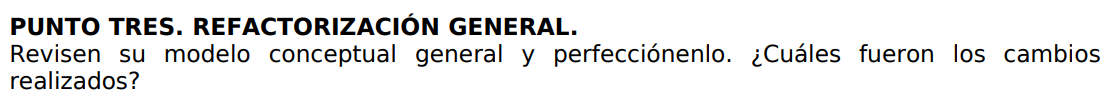 PUNTO TRES. REFACTORIZACIÓN GENERAL.
Revisen su modelo conceptual general y perfecciónenlo. ¿Cuáles fueron los cambios
realizados?